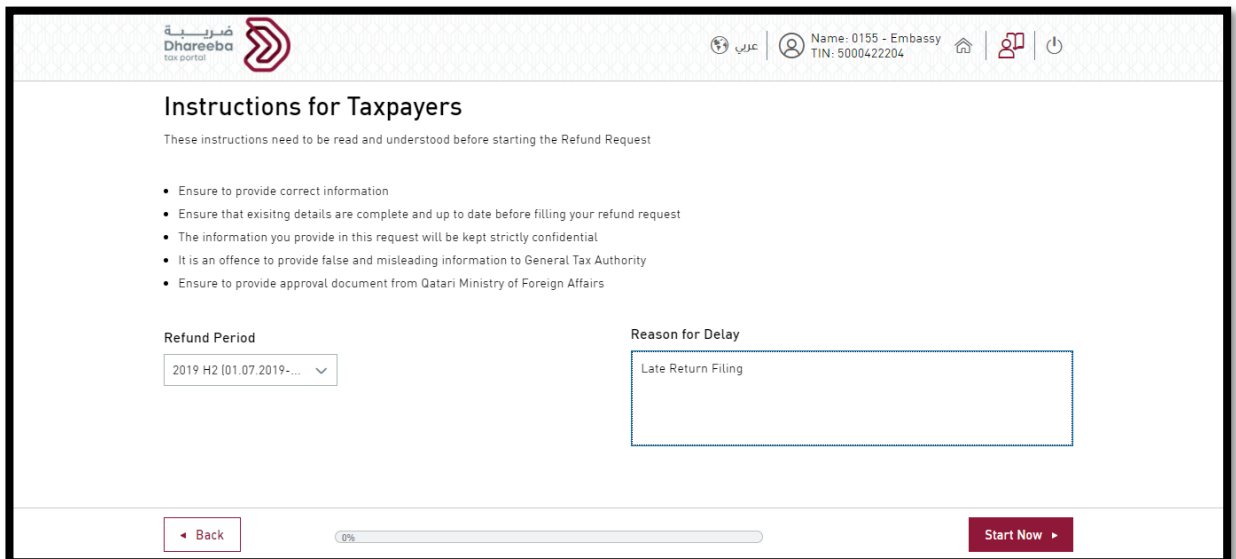 ضريبة
Dhareeba
tax portal
عربي
Name: 0155 - Embassy
TIN: 5000422204
Instructions for Taxpayers
These instructions need to be read and understood before starting the Refund Request
• Ensure to provide correct information
• Ensure that exisitng details are complete and up to date before filling your refund request
• The information you provide in this request will be kept strictly confidential
• It is an offence to provide false and misleading information to General Tax Authority
• Ensure to provide approval document from Qatari Ministry of Foreign Affairs
Refund Period
2019 H2 (01.07.2019-...
Reason for Delay
Late Return Filing
Back
0%
Start Now